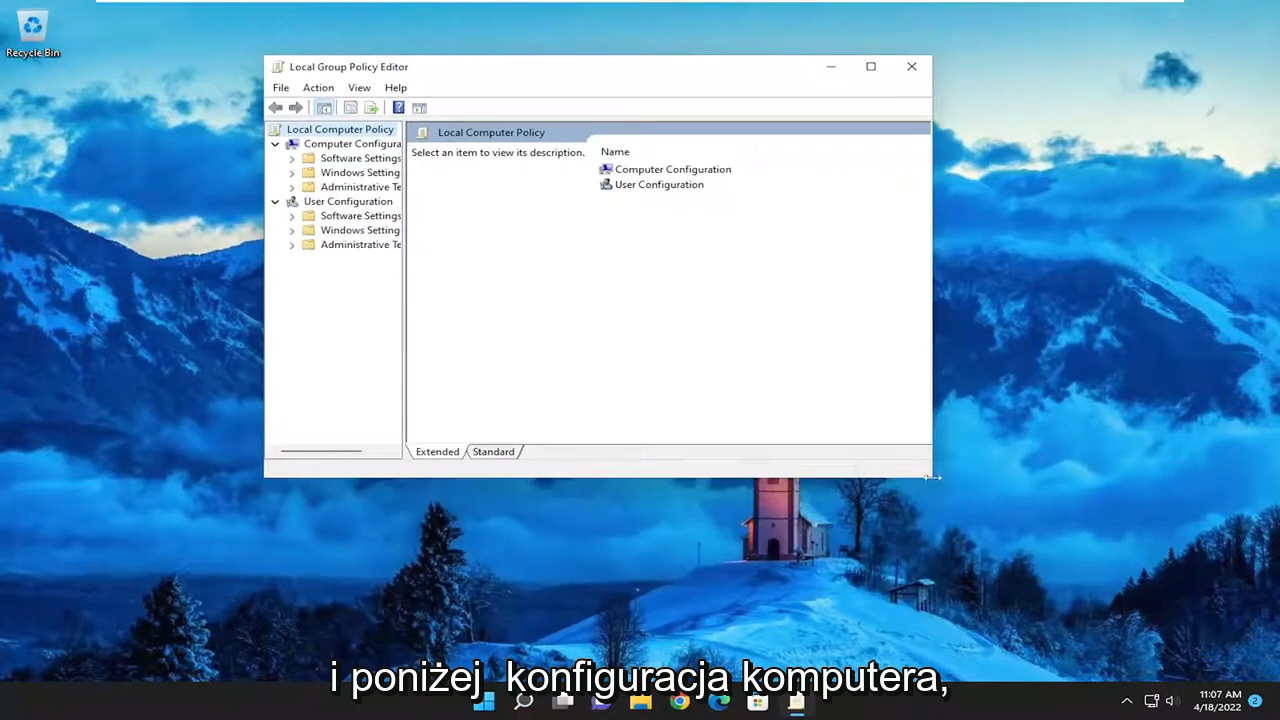 Recycle Bin
Local Group Policy Editor
File Action View Help
Local Computer Policy
Computer Configura
Software Settings
Windows Setting
Administrative Te
User Configuration
Software Settings
Windows Setting
Administrative Te
Local Computer Policy
Select an item to view its description.
Name
Computer Configuration
User Configuration
Extended Standard
i poniżej konfiguracja komputera,
11:07 AM
4/18/2022
2